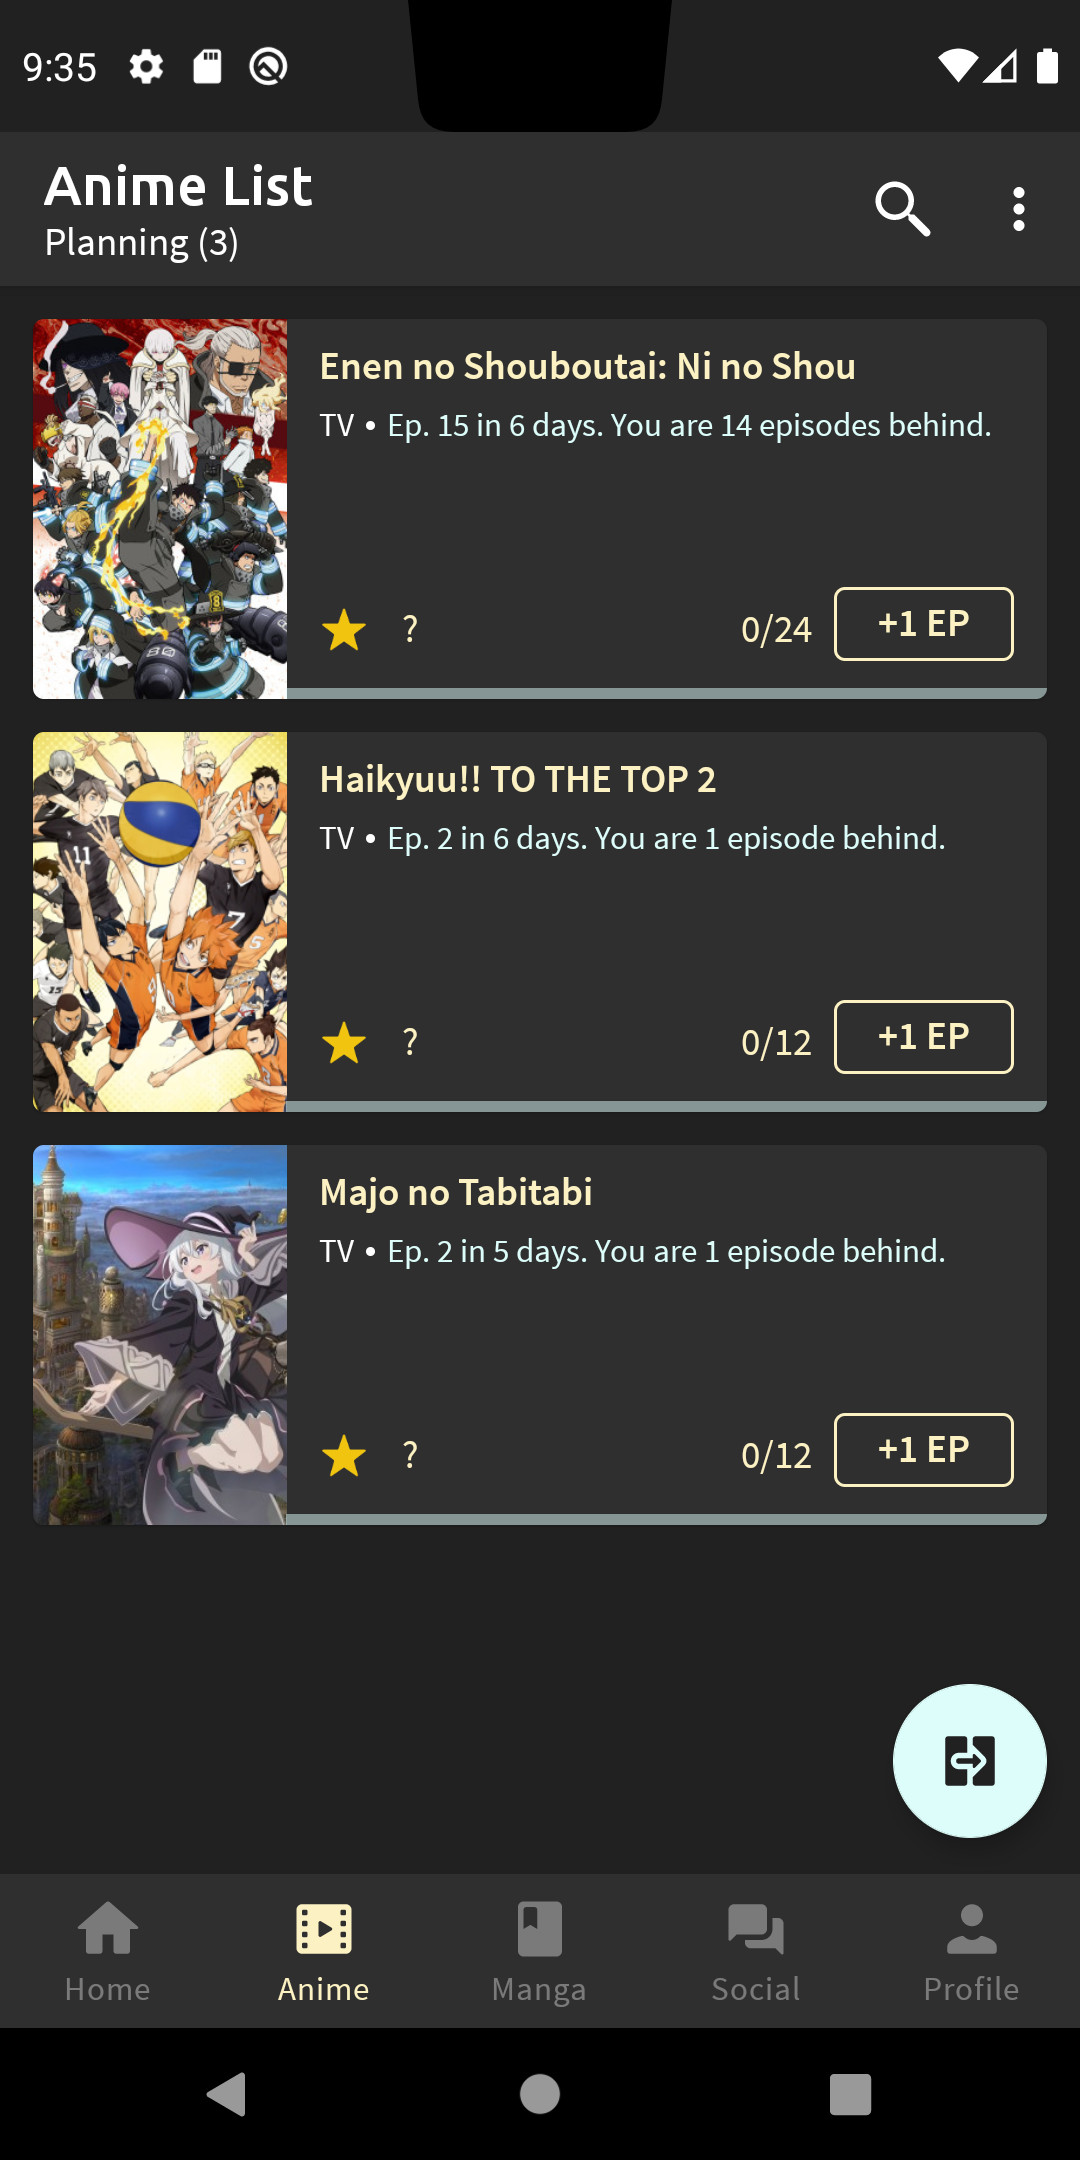 9:35
Anime List
Planning (3)
Enen no Shouboutai: Ni no Shou
TV • Ep. 15 in 6 days. You are 14 episodes behind.
? 0/24 +1 EP
Haikyuu!! TO THE TOP 2
TV • Ep. 2 in 6 days. You are 1 episode behind.
? 0/12 +1 EP
Majo no Tabitabi
TV • Ep. 2 in 5 days. You are 1 episode behind.
? 0/12 +1 EP
Home Anime Manga Social Profile